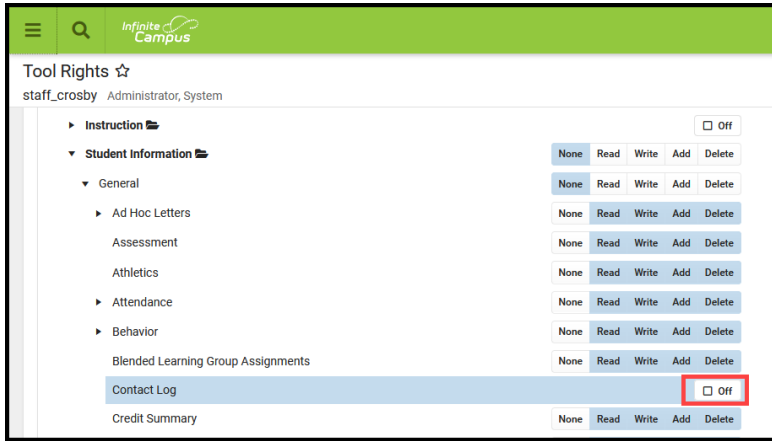 Infinite
Campus
Tool Rights
staff_crosby Administrator, System
Instruction Off
Student Information None Read Write Add Delete
General None Read Write Add Delete
Ad Hoc Letters None Read Write Add Delete
Assessment None Read Write Add Delete
Athletics None Read Write Add Delete
Attendance None Read Write Add Delete
Behavior None Read Write Add Delete
Blended Learning Group Assignments None Read Write Add Delete
Contact Log Off
Credit Summary None Read Write Add Delete